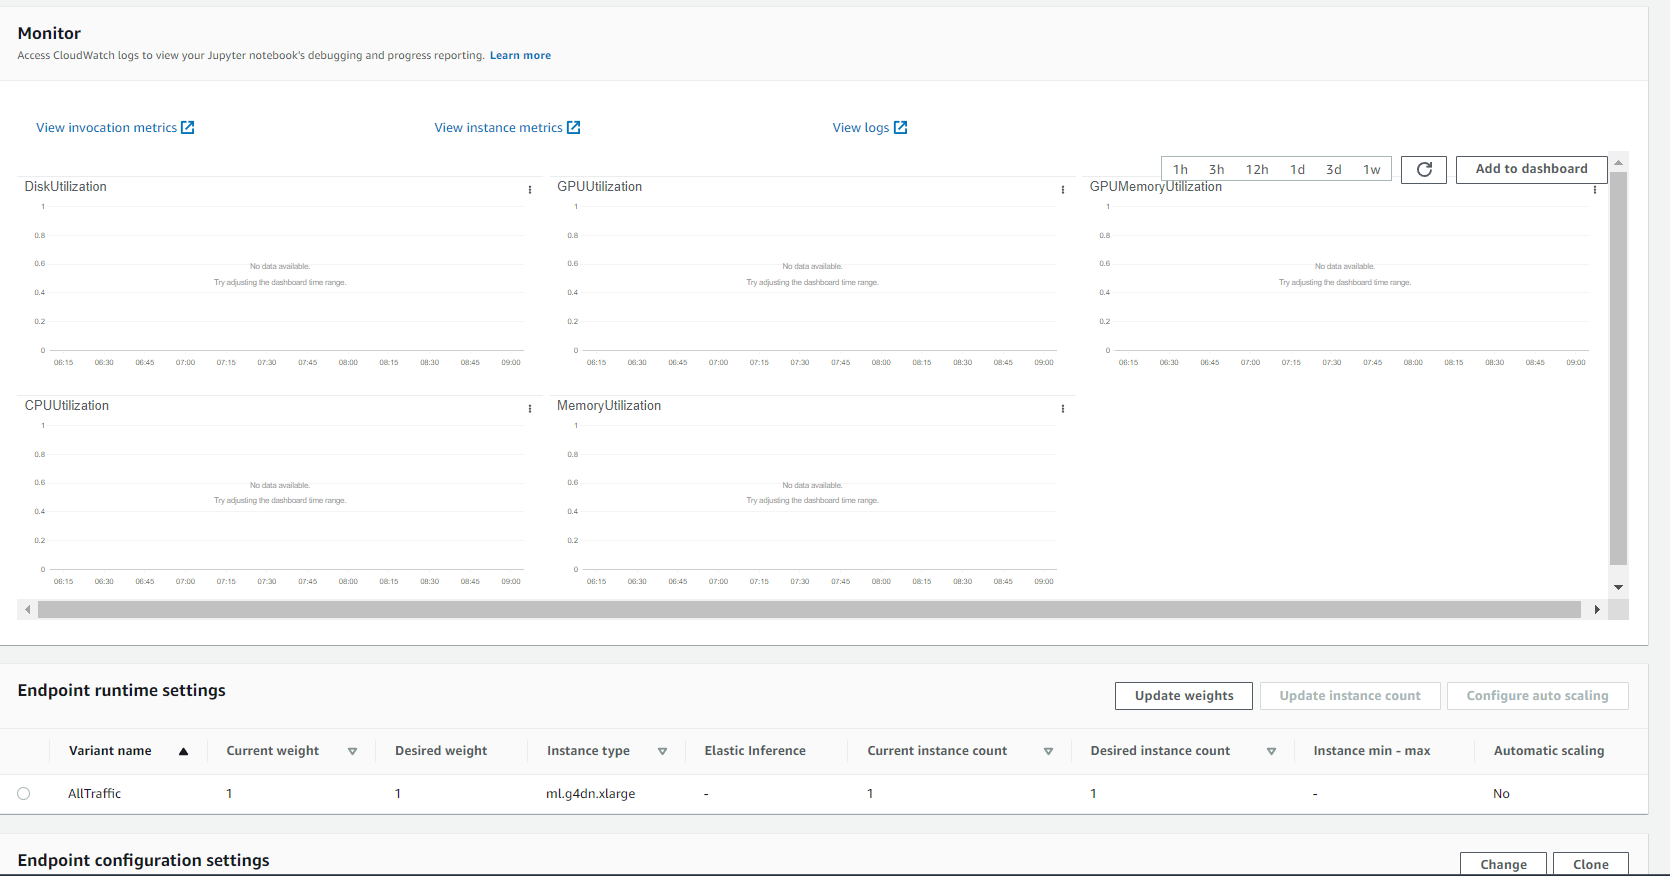 Monitor
Access CloudWatch logs to view your Jupyter notebook's debugging and progress reporting. Learn more
View invocation metrics View instance metrics View logs
1h 3h 12h 1d 3d 1w Add to dashboard
DiskUtilization GPUUtilization GPUMemoryUtilization
1 1 1
0.8 0.8 0.8
0.6 0.6 0.6
No data available. No data available. No data available.
Try adjusting the dashboard time range. Try adjusting the dashboard time range. Try adjusting the dashboard time range.
0.4 0.4 0.4
0.2 0.2 0.2
0 0 0
06:15 06:30 06:45 07:00 07:15 07:30 07:45 08:00 08:15 08:30 08:45 09:00 06:15 06:30 06:45 07:00 07:15 07:30 07:45 08:00 08:15 08:30 08:45 09:00 06:15 06:30 06:45 07:00 07:15 07:30 07:45 08:00 08:15 08:30 08:45 09:00
CPUUtilization MemoryUtilization
1 1
0.8 0.8
0.6 0.6
No data available. No data available.
Try adjusting the dashboard time range. Try adjusting the dashboard time range.
0.4 0.4
0.2 0.2
0 0
06:15 06:30 06:45 07:00 07:15 07:30 07:45 08:00 08:15 08:30 08:45 09:00 06:15 06:30 06:45 07:00 07:15 07:30 07:45 08:00 08:15 08:30 08:45 09:00
Endpoint runtime settings
Update weights Update instance count Configure auto scaling
Variant name Current weight Desired weight Instance type Elastic Inference Current instance count Desired instance count Instance min - max Automatic scaling
AllTraffic 1 1 ml.g4dn.xlarge - 1 1 - No
Endpoint configuration settings
Change Clone